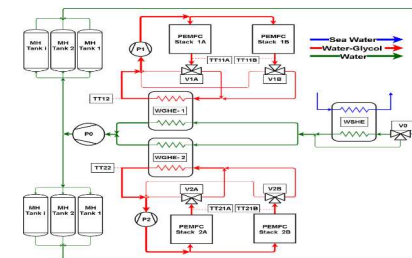 MH Tank i
MH Tank 2
MH Tank 1
P1
PEMFC Stack 1A
PEMFC Stack 1B
TT11A
TT11B
V1A
V1B
TT12
WGHE- 1
P0
WGHE- 2
TT22
WSHE
V0
Sea Water
Water-Glycol
Water
MH Tank i
MH Tank 2
MH Tank 1
V2A
V2B
TT21A
TT21B
P2
PEMFC Stack 2A
PEMFC Stack 2B